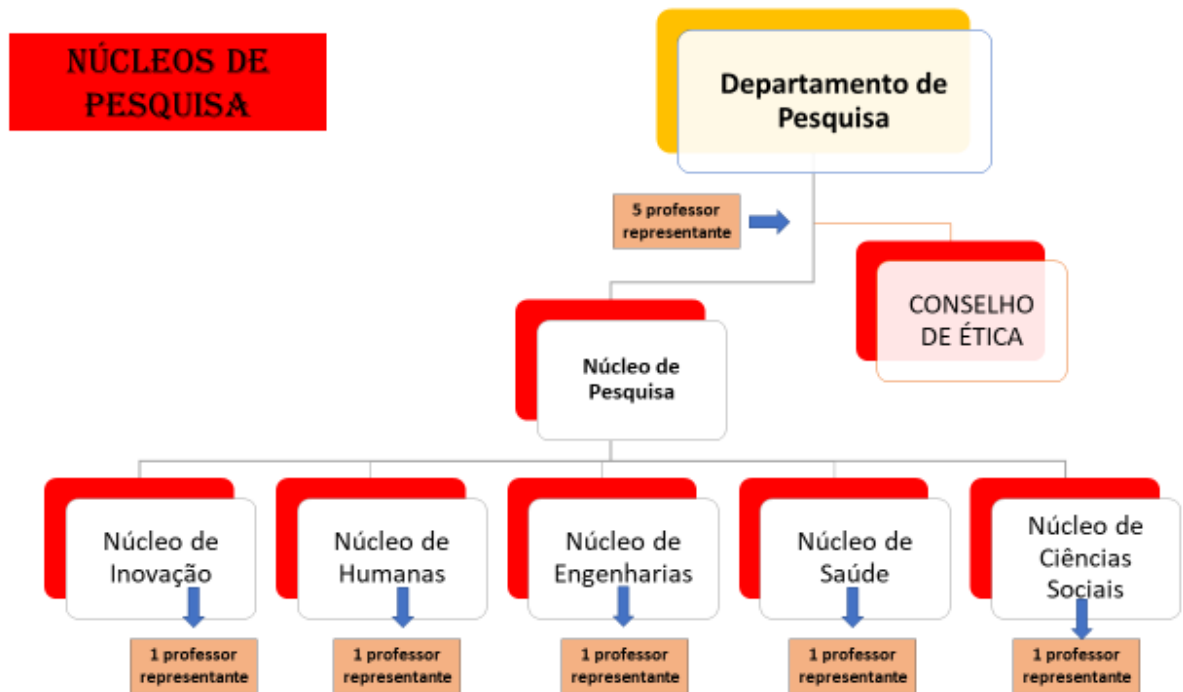 NÚCLEOS DE
PESQUISA
Departamento de
Pesquisa
5 professor
representante
CONSELHO
DE ÉTICA
Núcleo de
Pesquisa
Núcleo de
Inovação
Núcleo de
Humanas
Núcleo de
Engenharias
Núcleo de
Saúde
Núcleo de
Ciências
Sociais
1 professor
representante
1 professor
representante
1 professor
representante
1 professor
representante
1 professor
representante